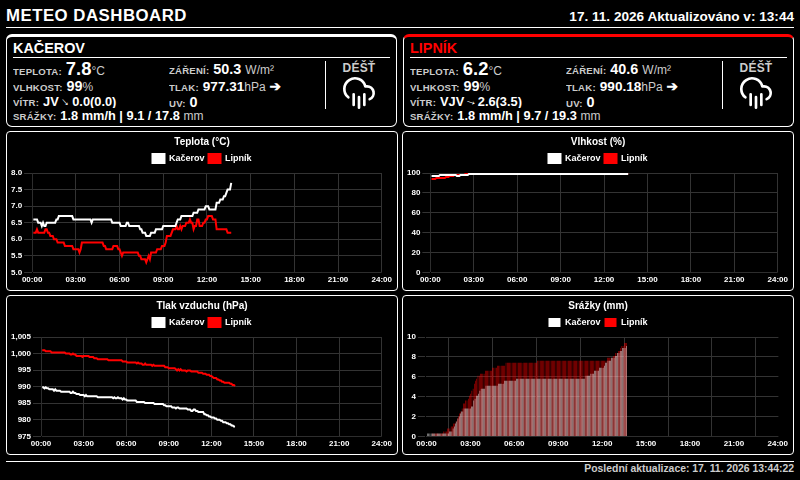 METEO DASHBOARD
17. 11. 2026 Aktualizováno v: 13:44
KAČEROV
TEPLOTA: 7.8°C
ZÁŘENÍ: 50.3 W/m²
VLHKOST: 99%
TLAK: 977.31hPa ➔
VÍTR: JV → 0.0(0.0)
UV: 0
SRÁŽKY: 1.8 mm/h | 9.1 / 17.8 mm
DÉŠŤ
LIPNÍK
TEPLOTA: 6.2°C
ZÁŘENÍ: 40.6 W/m²
VLHKOST: 99%
TLAK: 990.18hPa ➔
VÍTR: VJV → 2.6(3.5)
UV: 0
SRÁŽKY: 1.8 mm/h | 9.7 / 19.3 mm
DÉŠŤ
Teplota (°C)
Kačerov Lipník
8.0
7.5
7.0
6.5
6.0
5.5
5.0
00:00 03:00 06:00 09:00 12:00 15:00 18:00 21:00 24:00
Vlhkost (%)
Kačerov Lipník
100
80
60
40
20
0
00:00 03:00 06:00 09:00 12:00 15:00 18:00 21:00 24:00
Tlak vzduchu (hPa)
Kačerov Lipník
1,005
1,000
995
990
985
980
975
00:00 03:00 06:00 09:00 12:00 15:00 18:00 21:00 24:00
Srážky (mm)
Kačerov Lipník
10
8
6
4
2
0
00:00 03:00 06:00 09:00 12:00 15:00 18:00 21:00 24:00
Poslední aktualizace: 17. 11. 2026 13:44:22